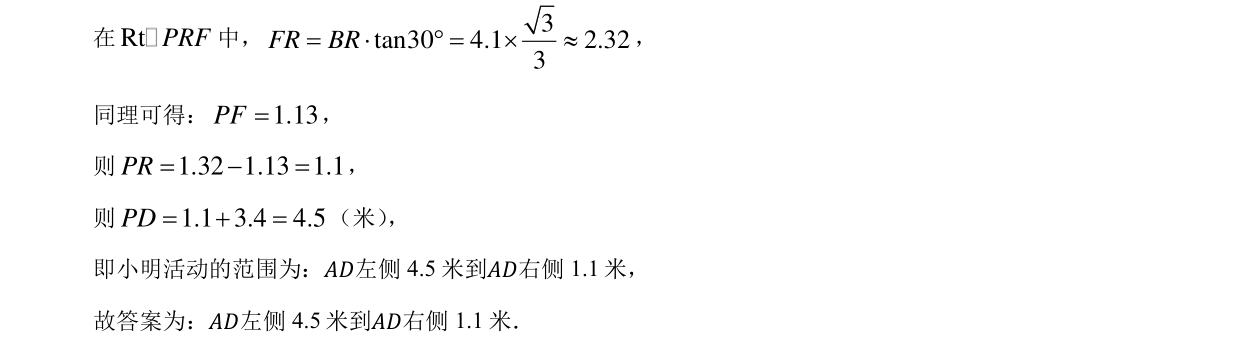 在 Rt□ PRF 中，FR = BR·tan30° = 4.1×√3/3 ≈ 2.32，
同理可得：PF = 1.13，
则 PR = 1.32−1.13 = 1.1，
则 PD = 1.1+3.4 = 4.5（米），
即小明活动的范围为：AD左侧 4.5 米到AD右侧 1.1 米，
故答案为：AD左侧 4.5 米到AD右侧 1.1 米．